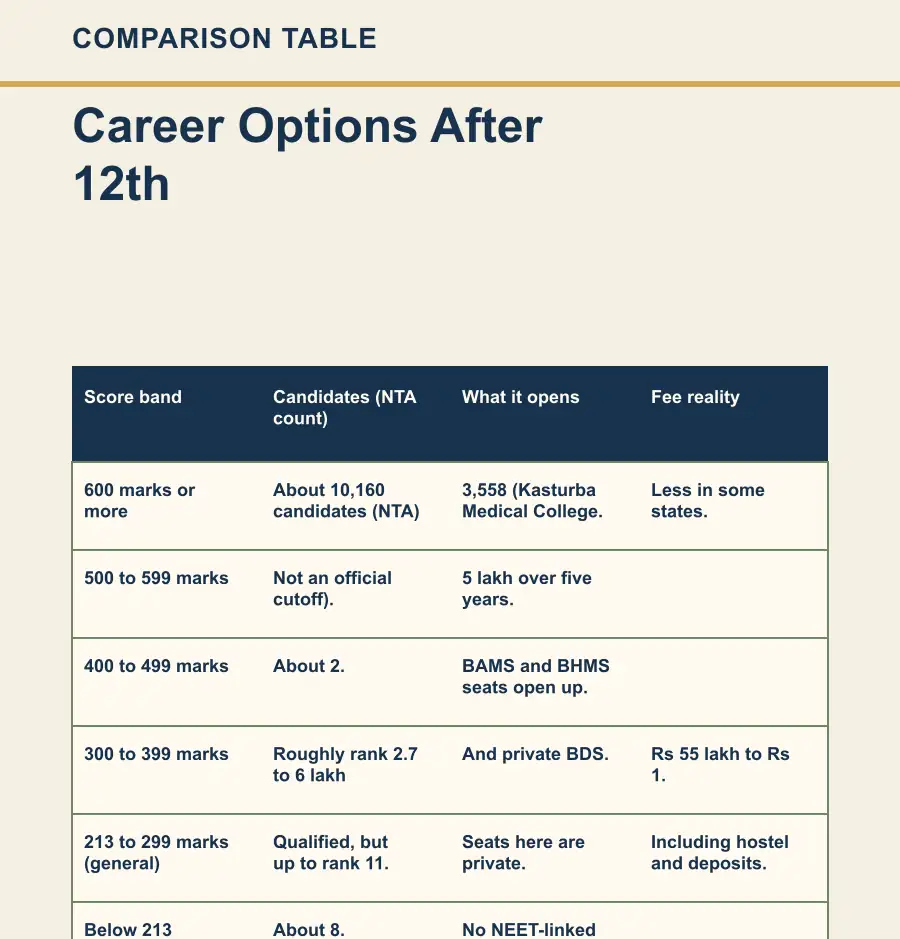 COMPARISON TABLE
Career Options After
12th
Score band
Candidates (NTA
count)
What it opens
Fee reality
600 marks or
more
About 10,160
candidates (NTA)
3,558 (Kasturba
Medical College.
Less in some
states.
500 to 599 marks
Not an official
cutoff).
5 lakh over five
years.
400 to 499 marks
About 2.
BAMS and BHMS
seats open up.
300 to 399 marks
Roughly rank 2.7
to 6 lakh
And private BDS.
Rs 55 lakh to Rs
1.
213 to 299 marks
(general)
Qualified, but
up to rank 11.
Seats here are
private.
Including hostel
and deposits.
Below 213
About 8.
No NEET-linked